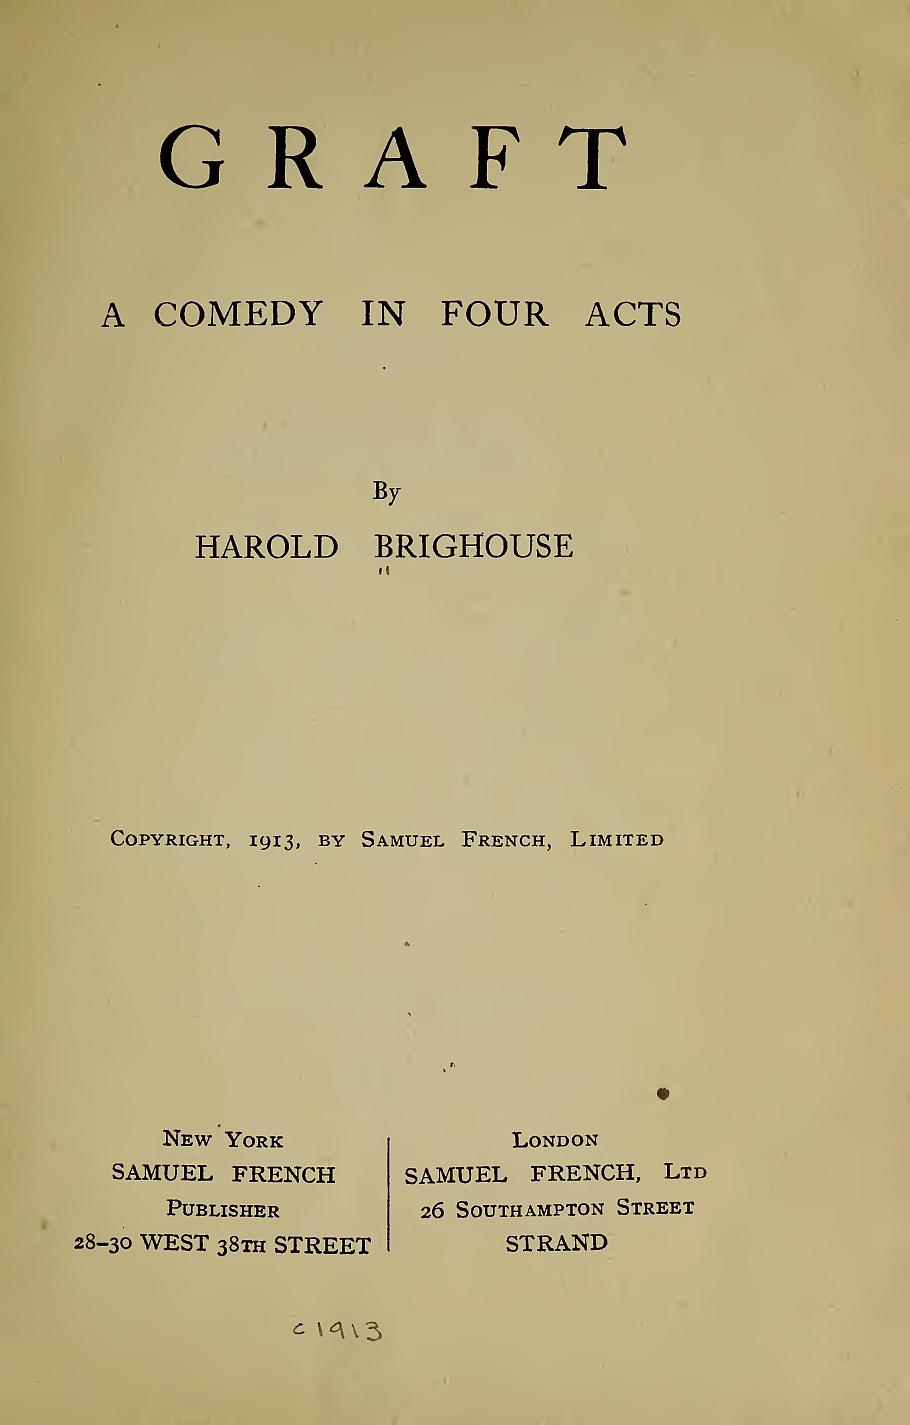 GRAFT
A COMEDY IN FOUR ACTS
By
HAROLD BRIGHOUSE
COPYRIGHT, 1913, BY SAMUEL FRENCH, LIMITED
NEW YORK
SAMUEL FRENCH
PUBLISHER
28–30 WEST 38TH STREET
LONDON
SAMUEL FRENCH, LTD
26 SOUTHAMPTON STREET
STRAND
c1913